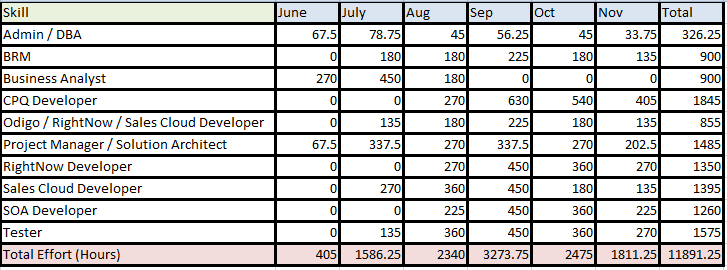 Skill June July Aug Sep Oct Nov Total
Admin / DBA 67.5 78.75 45 56.25 45 33.75 326.25
BRM 0 180 180 225 180 135 900
Business Analyst 270 450 180 0 0 0 900
CPQ Developer 0 0 270 630 540 405 1845
Odigo / RightNow / Sales Cloud Developer 0 135 180 225 180 135 855
Project Manager / Solution Architect 67.5 337.5 270 337.5 270 202.5 1485
RightNow Developer 0 0 270 450 360 270 1350
Sales Cloud Developer 0 270 360 450 180 135 1395
SOA Developer 0 0 225 450 360 225 1260
Tester 0 135 360 450 360 270 1575
Total Effort (Hours) 405 1586.25 2340 3273.75 2475 1811.25 11891.25